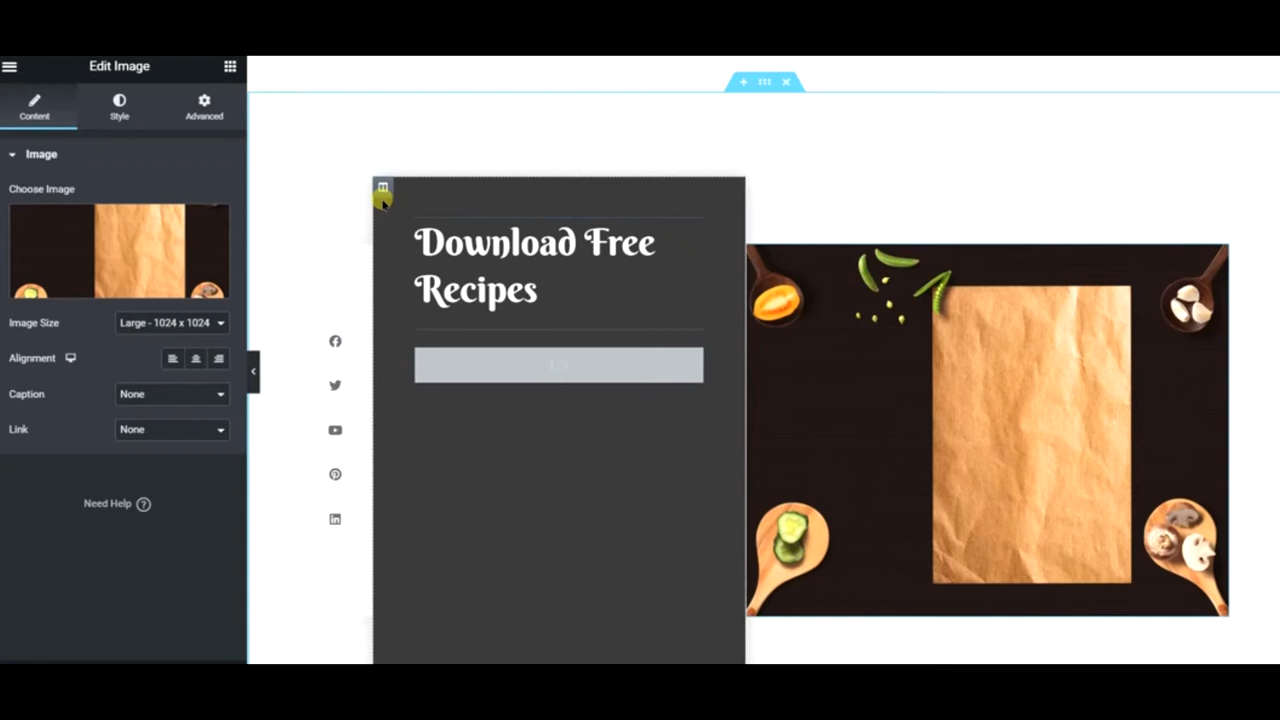 Edit Image
Content
Style
Advanced
Image
Choose Image
Image Size
Large - 1024 x 1024
Alignment
Caption
None
Link
None
Need Help ?
Download Free
Recipes